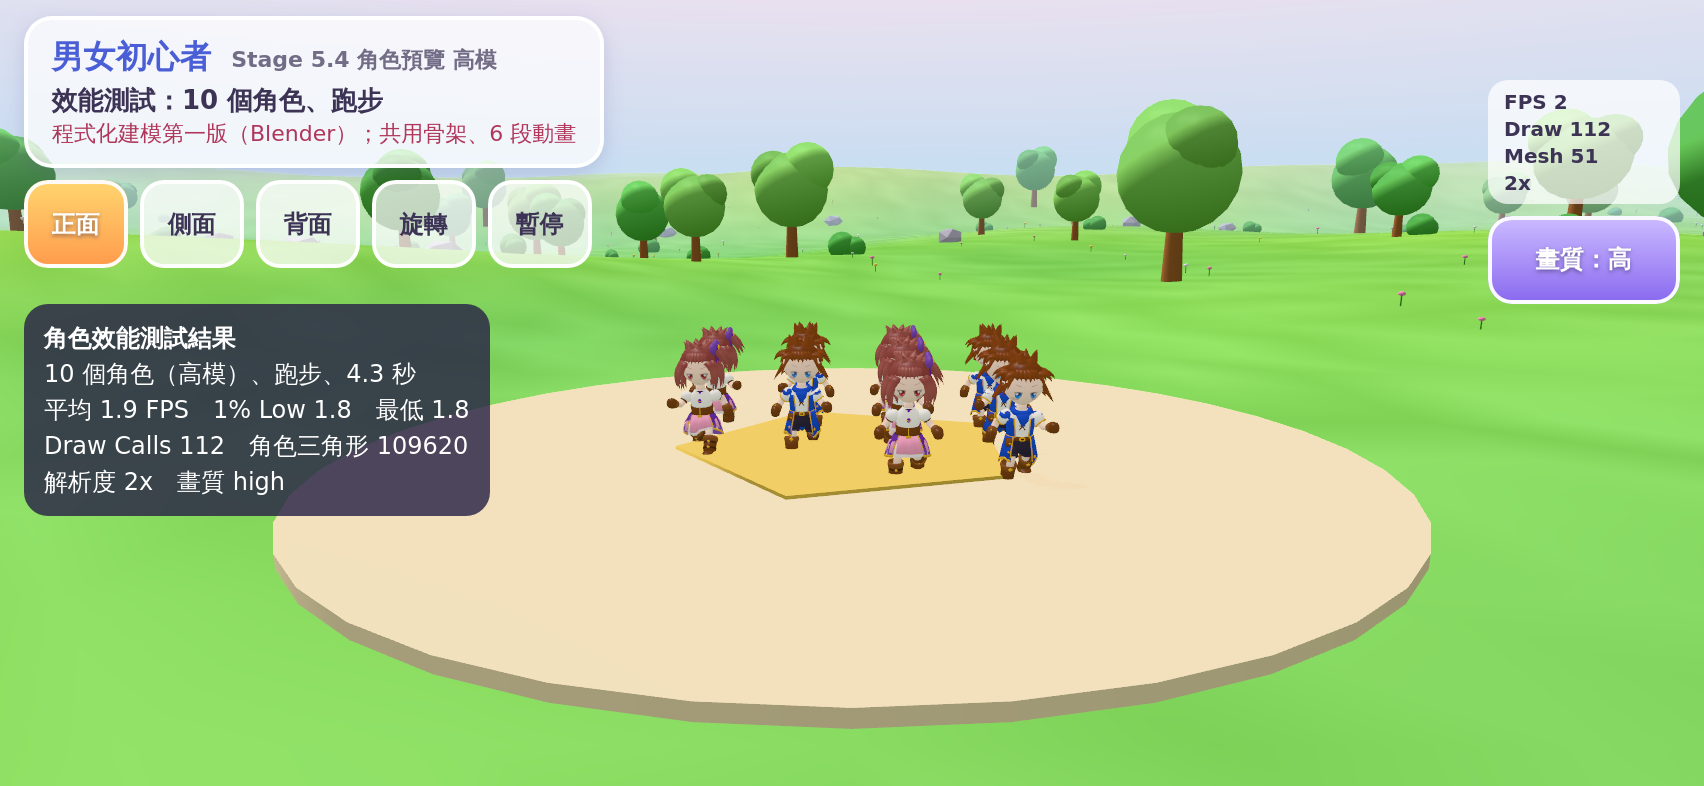 男女初心者 Stage 5.4 角色預覽 高模
效能測試：10 個角色、跑步
程式化建模第一版（Blender）；共用骨架、6 段動畫
正面 側面 背面 旋轉 暫停
FPS 2
Draw 112
Mesh 51
2x
畫質：高
角色效能測試結果
10 個角色（高模）、跑步、4.3 秒
平均 1.9 FPS 1% Low 1.8 最低 1.8
Draw Calls 112 角色三角形 109620
解析度 2x 畫質 high